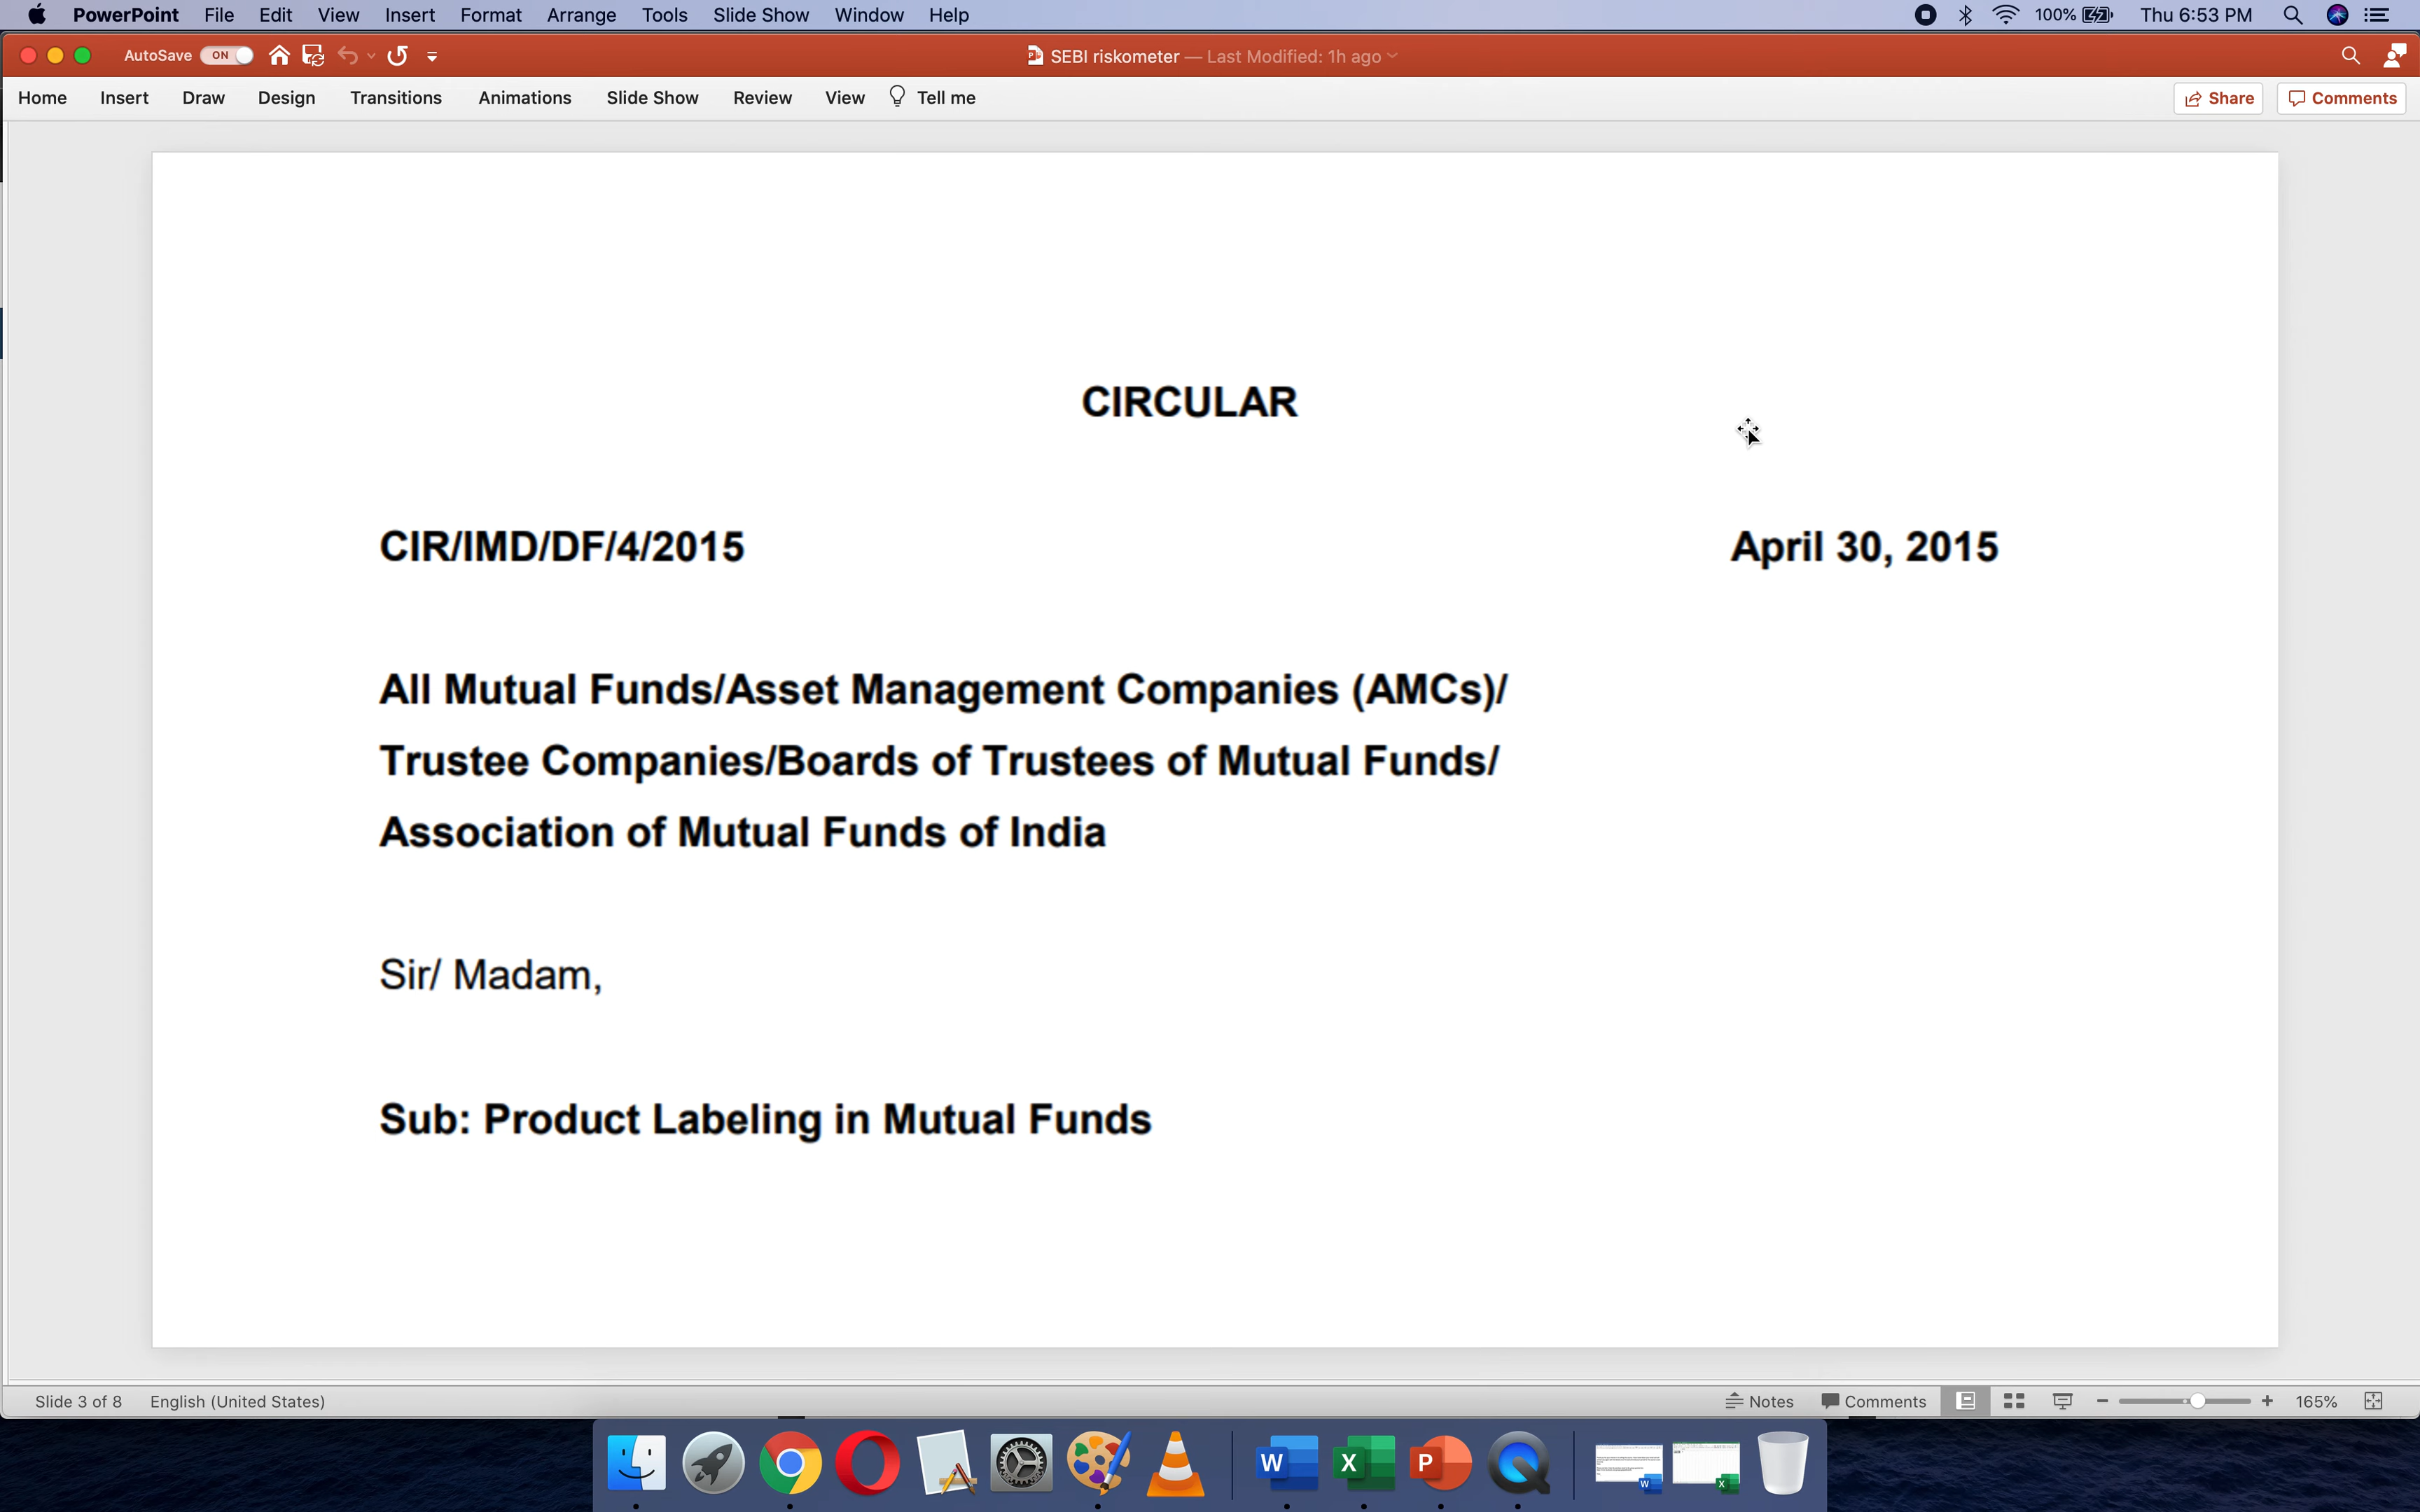 PowerPoint File Edit View Insert Format Arrange Tools Slide Show Window Help 100% Thu 6:53 PM
AutoSave ON SEBI riskometer — Last Modified: 1h ago
Home Insert Draw Design Transitions Animations Slide Show Review View Tell me Share Comments
CIRCULAR
CIR/IMD/DF/4/2015 April 30, 2015
All Mutual Funds/Asset Management Companies (AMCs)/
Trustee Companies/Boards of Trustees of Mutual Funds/
Association of Mutual Funds of India
Sir/ Madam,
Sub: Product Labeling in Mutual Funds
Slide 3 of 8 English (United States) Notes Comments 165%
W X P